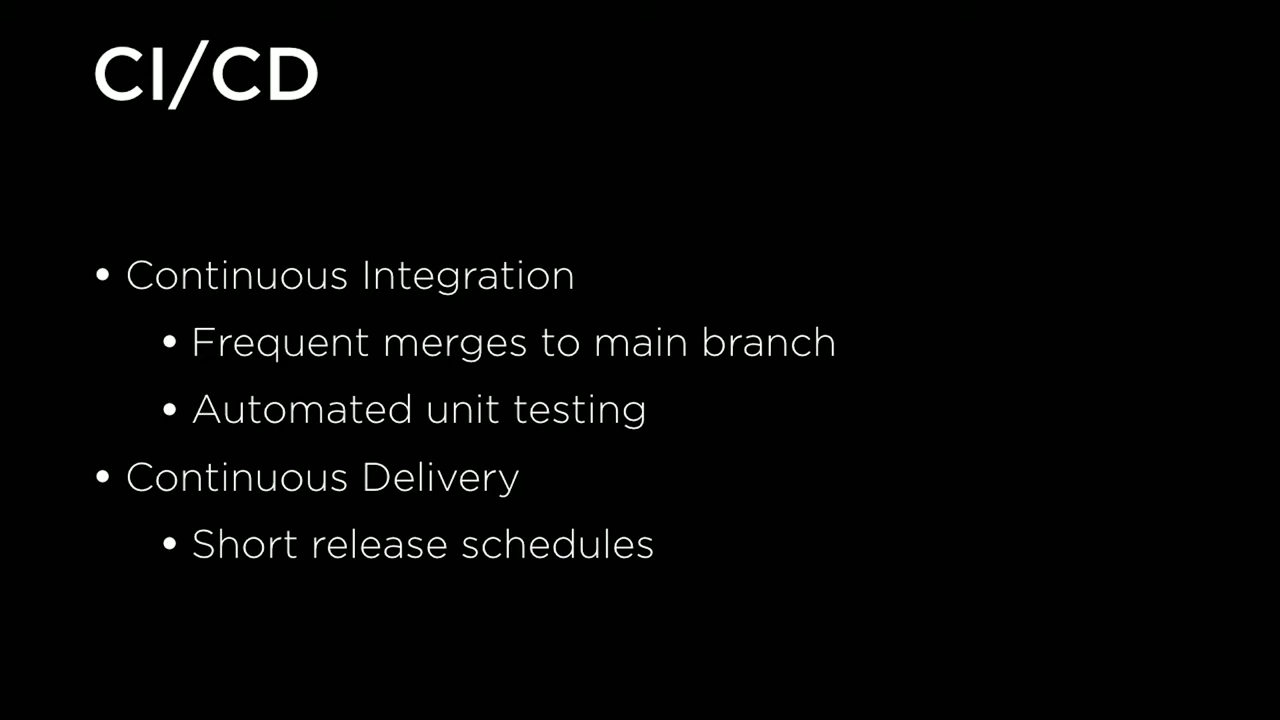 CI/CD
• Continuous Integration
• Frequent merges to main branch
• Automated unit testing
• Continuous Delivery
• Short release schedules